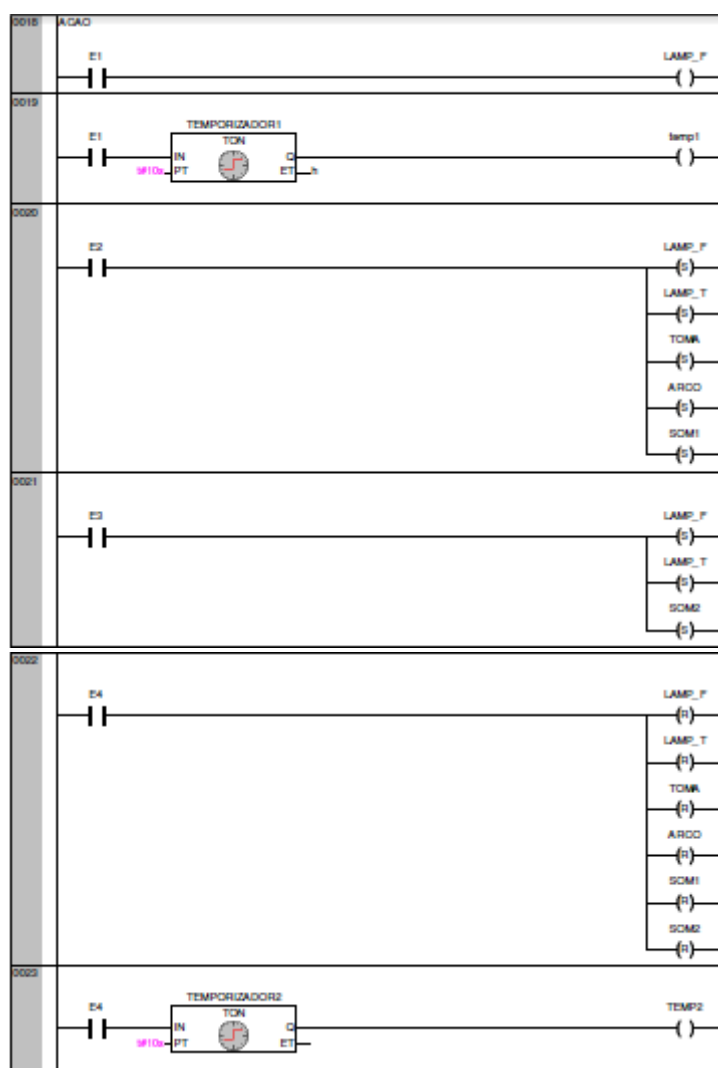 0018 ACAO
E1 LAMP_F
( )
0019
TEMPORIZADOR1
E1 TON temp1
IN Q ( )
t#10s PT ET h
0020
E2 LAMP_F
(S)
LAMP_T
(S)
TOMA
(S)
ARCO
(S)
SOM1
(S)
0021
E3 LAMP_F
(S)
LAMP_T
(S)
SOM2
(S)
0022
E4 LAMP_F
(R)
LAMP_T
(R)
TOMA
(R)
ARCO
(R)
SOM1
(R)
SOM2
(R)
0023
TEMPORIZADOR2
E4 TON TEMP2
IN Q ( )
t#10s PT ET